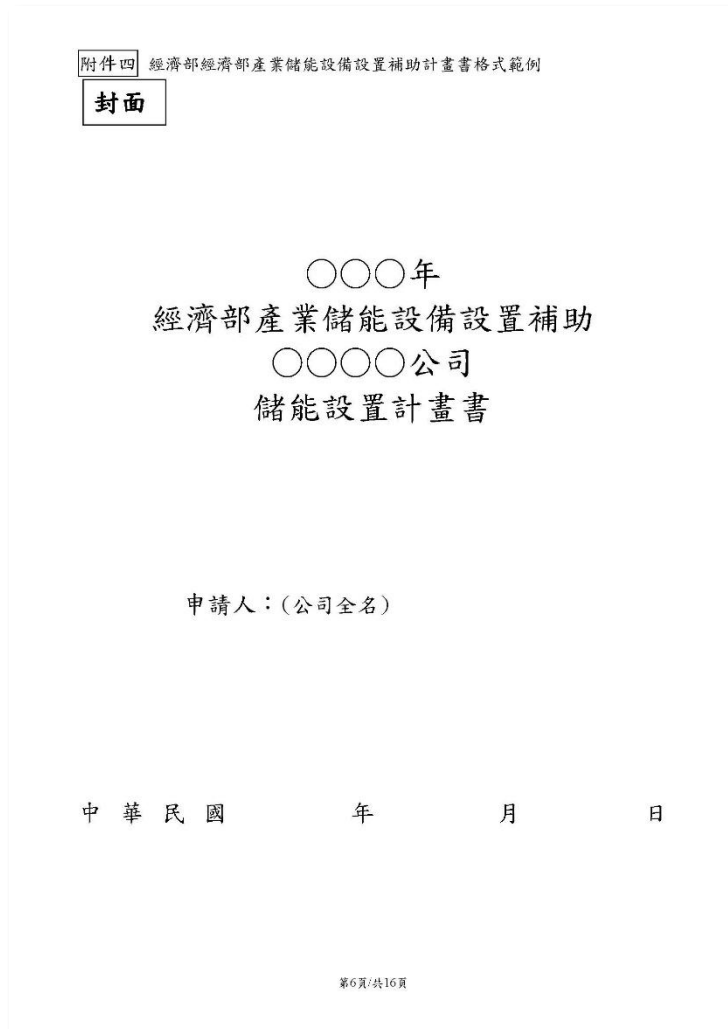 附件四 經濟部經濟部產業儲能設備設置補助計畫書格式範例
封面
○○○年
經濟部產業儲能設備設置補助
○○○○公司
儲能設置計畫書
申請人：(公司全名)
中華民國 年 月 日
第6頁/共16頁